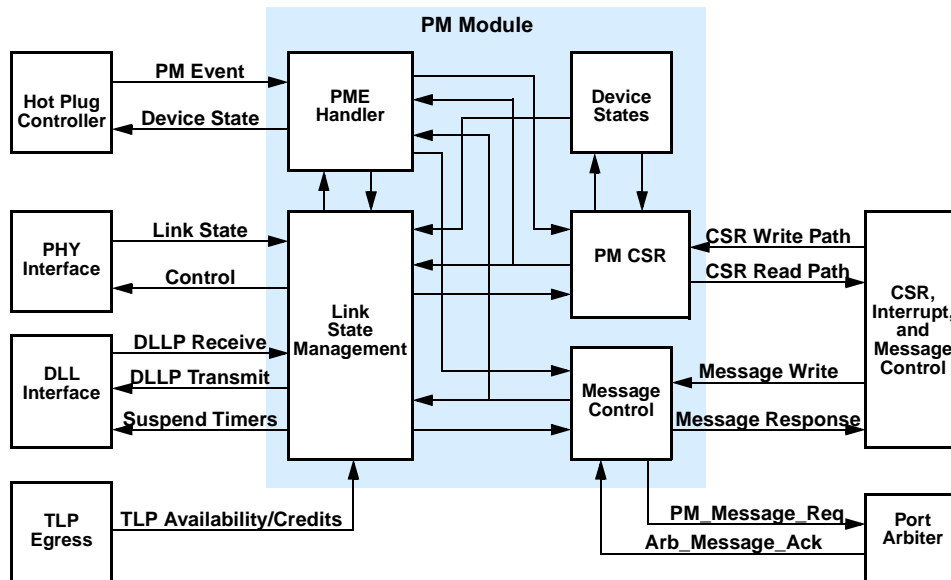 PM Module
Hot Plug
Controller
PM Event
Device State
PME
Handler
Device
States
PHY
Interface
Link State
Control
Link
State
Management
PM CSR
CSR Write Path
CSR Read Path
CSR,
Interrupt,
and
Message
Control
DLL
Interface
DLLP Receive
DLLP Transmit
Suspend Timers
Message
Control
Message Write
Message Response
TLP
Egress
TLP Availability/Credits
PM_Message_Req
Arb_Message_Ack
Port
Arbiter